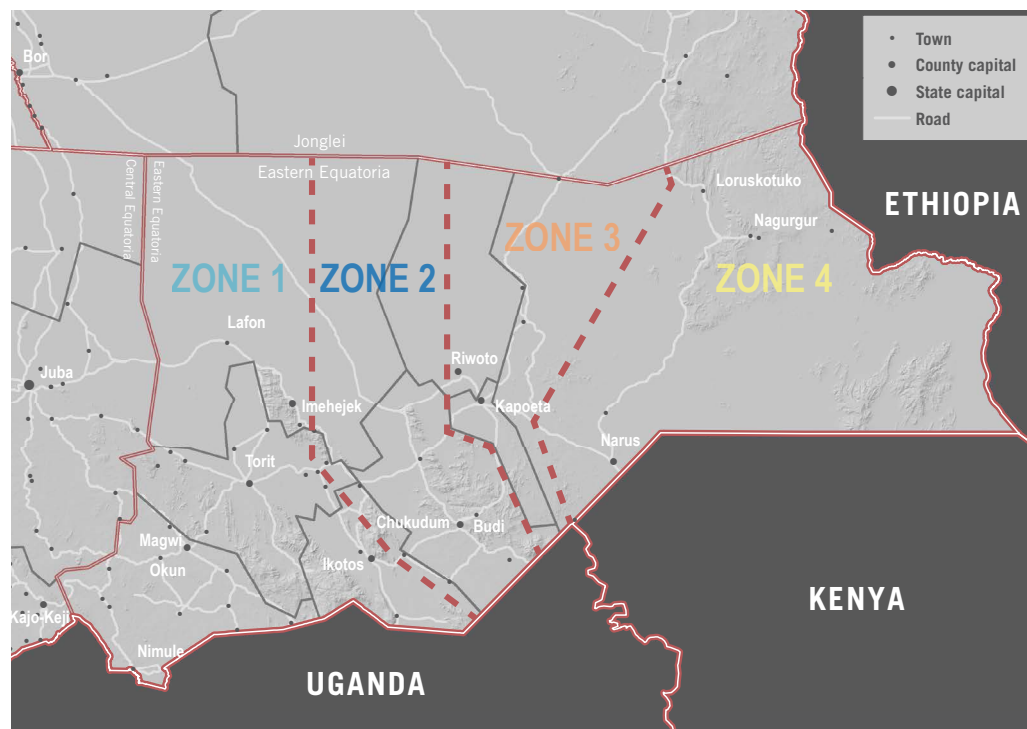 Bor
Town
County capital
State capital
Road
Jonglei
Eastern Equatoria
Central Equatoria
Eastern Equatoria
Loruskotuko
ETHIOPIA
Nagurgur
ZONE 3
ZONE 1
ZONE 2
ZONE 4
Lafon
Riwoto
Juba
Imehejek
Kapoeta
Narus
Torit
Chukudum
Budi
Magwi
Okun
Ikotos
KENYA
Kajo-Keji
Nimule
UGANDA